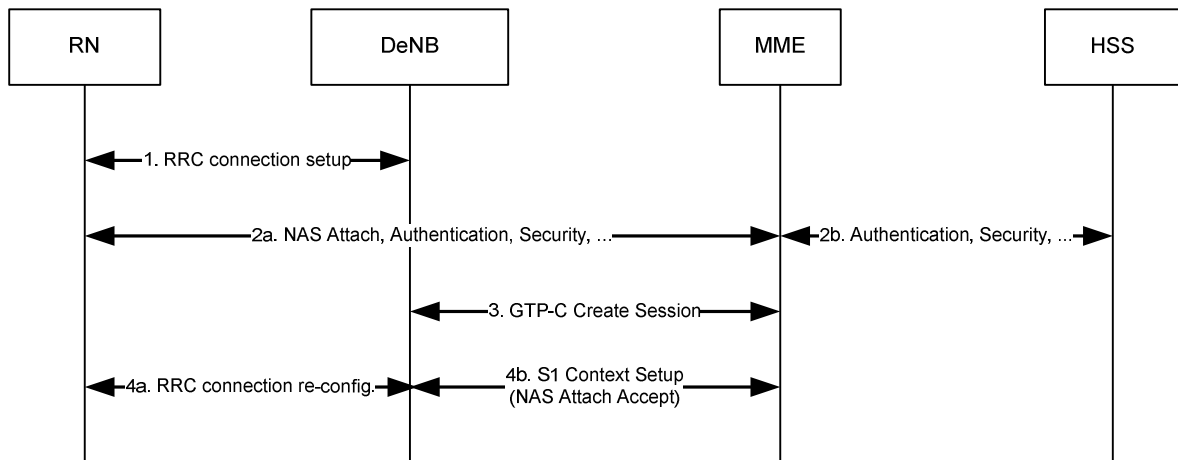 RN
DeNB
MME
HSS
1. RRC connection setup
2a. NAS Attach, Authentication, Security, ...
2b. Authentication, Security, ...
3. GTP-C Create Session
4a. RRC connection re-config.
4b. S1 Context Setup
(NAS Attach Accept)